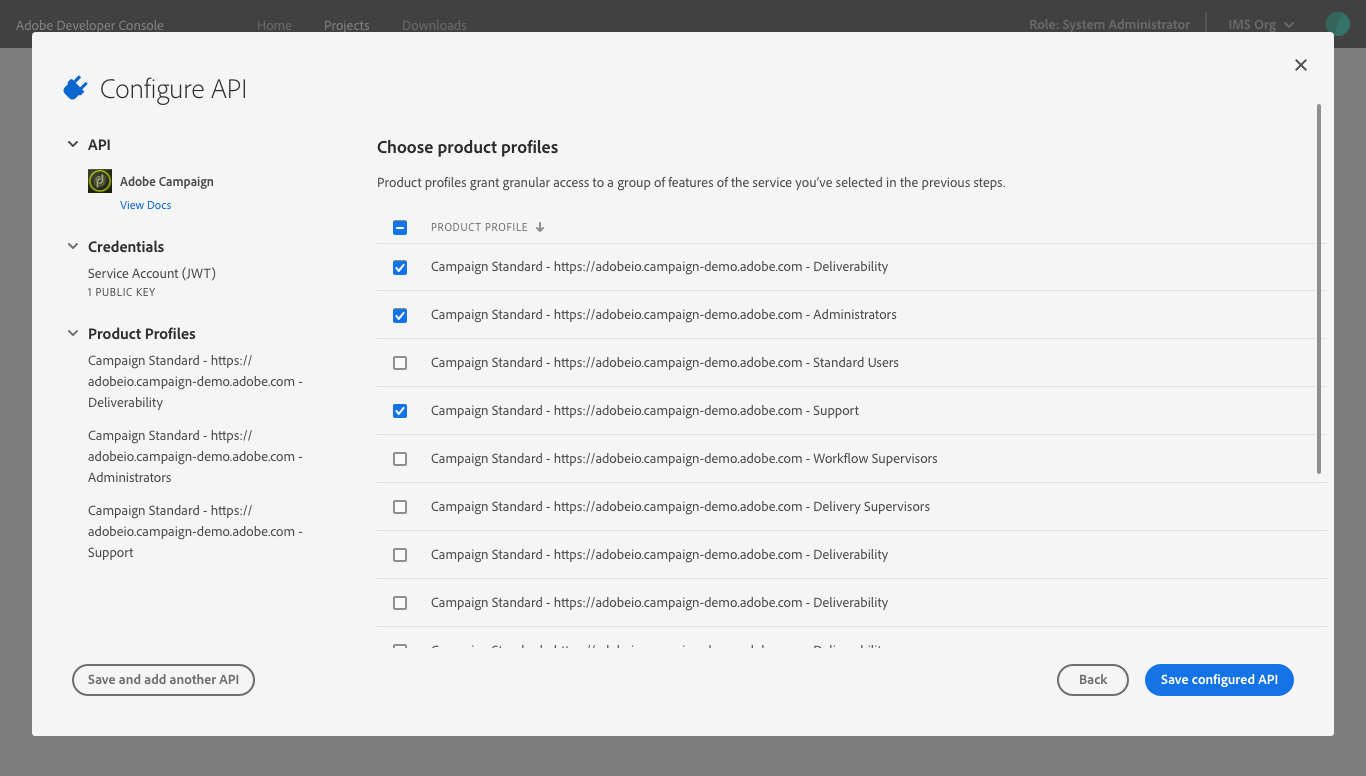 Adobe Developer Console
Home
Projects
Downloads
Role: System Administrator
IMS Org
Configure API
API
Adobe Campaign
View Docs
Credentials
Service Account (JWT)
1 PUBLIC KEY
Product Profiles
Campaign Standard - https://
adobeio.campaign-demo.adobe.com -
Deliverability
Campaign Standard - https://
adobeio.campaign-demo.adobe.com -
Administrators
Campaign Standard - https://
adobeio.campaign-demo.adobe.com -
Support
Choose product profiles
Product profiles grant granular access to a group of features of the service you've selected in the previous steps.
PRODUCT PROFILE
Campaign Standard - https://adobeio.campaign-demo.adobe.com - Deliverability
Campaign Standard - https://adobeio.campaign-demo.adobe.com - Administrators
Campaign Standard - https://adobeio.campaign-demo.adobe.com - Standard Users
Campaign Standard - https://adobeio.campaign-demo.adobe.com - Support
Campaign Standard - https://adobeio.campaign-demo.adobe.com - Workflow Supervisors
Campaign Standard - https://adobeio.campaign-demo.adobe.com - Delivery Supervisors
Campaign Standard - https://adobeio.campaign-demo.adobe.com - Deliverability
Campaign Standard - https://adobeio.campaign-demo.adobe.com - Deliverability
Save and add another API
Back
Save configured API